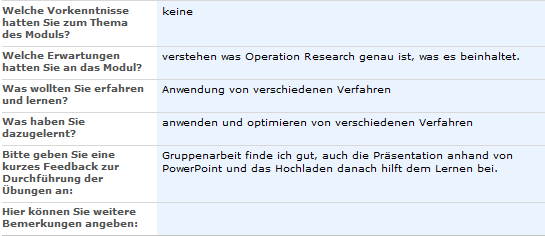 Welche Vorkenntnisse
hatten Sie zum Thema
des Moduls?
keine
Welche Erwartungen
hatten Sie an das Modul?
verstehen was Operation Research genau ist, was es beinhaltet.
Was wollten Sie erfahren
und lernen?
Anwendung von verschiedenen Verfahren
Was haben Sie
dazugelernt?
anwenden und optimieren von verschiedenen Verfahren
Bitte geben Sie eine
kurzes Feedback zur
Durchführung der
Übungen an:
Gruppenarbeit finde ich gut, auch die Präsentation anhand von
PowerPoint und das Hochladen danach hilft dem Lernen bei.
Hier können Sie weitere
Bemerkungen angeben: